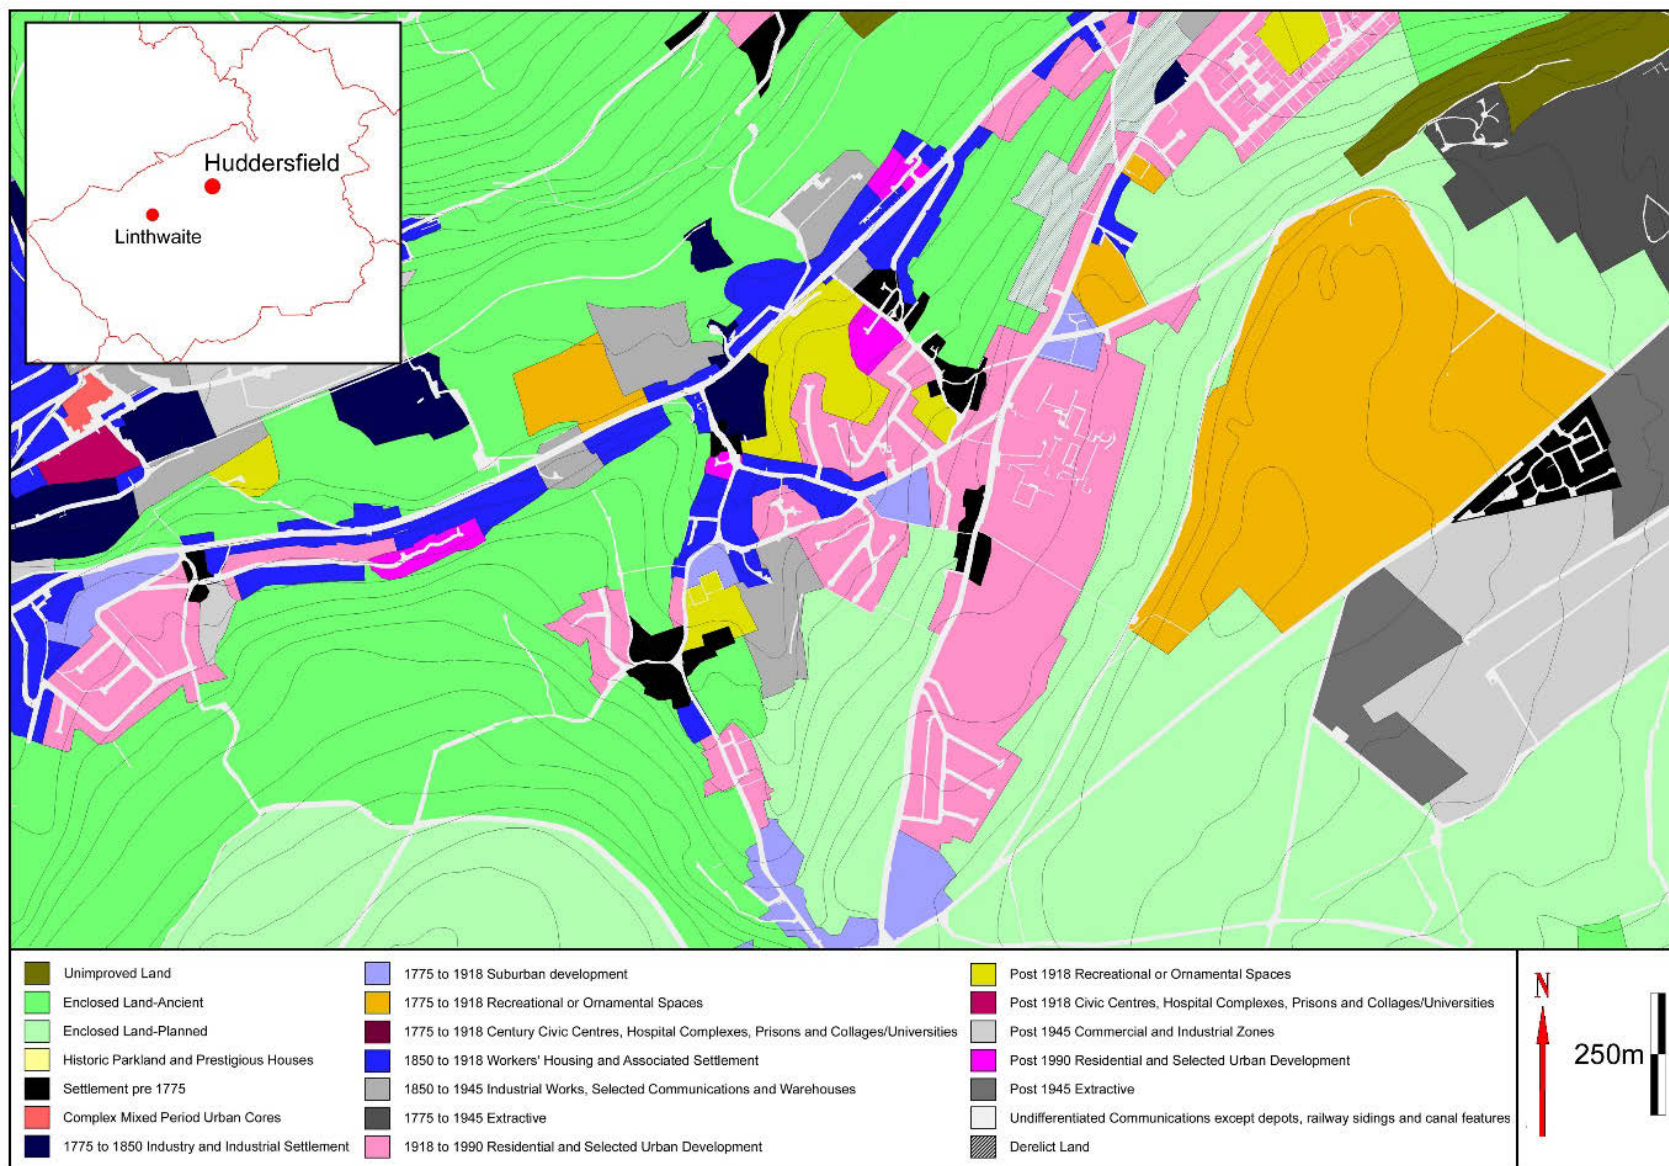 Huddersfield
Linthwaite
Unimproved Land
Enclosed Land-Ancient
Enclosed Land-Planned
Historic Parkland and Prestigious Houses
Settlement pre 1775
Complex Mixed Period Urban Cores
1775 to 1850 Industry and Industrial Settlement
1775 to 1918 Suburban development
1775 to 1918 Recreational or Ornamental Spaces
1775 to 1918 Century Civic Centres, Hospital Complexes, Prisons and Collages/Universities
1850 to 1918 Workers' Housing and Associated Settlement
1850 to 1945 Industrial Works, Selected Communications and Warehouses
1775 to 1945 Extractive
1918 to 1990 Residential and Selected Urban Development
Post 1918 Recreational or Ornamental Spaces
Post 1918 Civic Centres, Hospital Complexes, Prisons and Collages/Universities
Post 1945 Commercial and Industrial Zones
Post 1990 Residential and Selected Urban Development
Post 1945 Extractive
Undifferentiated Communications except depots, railway sidings and canal features
Derelict Land
N
250m